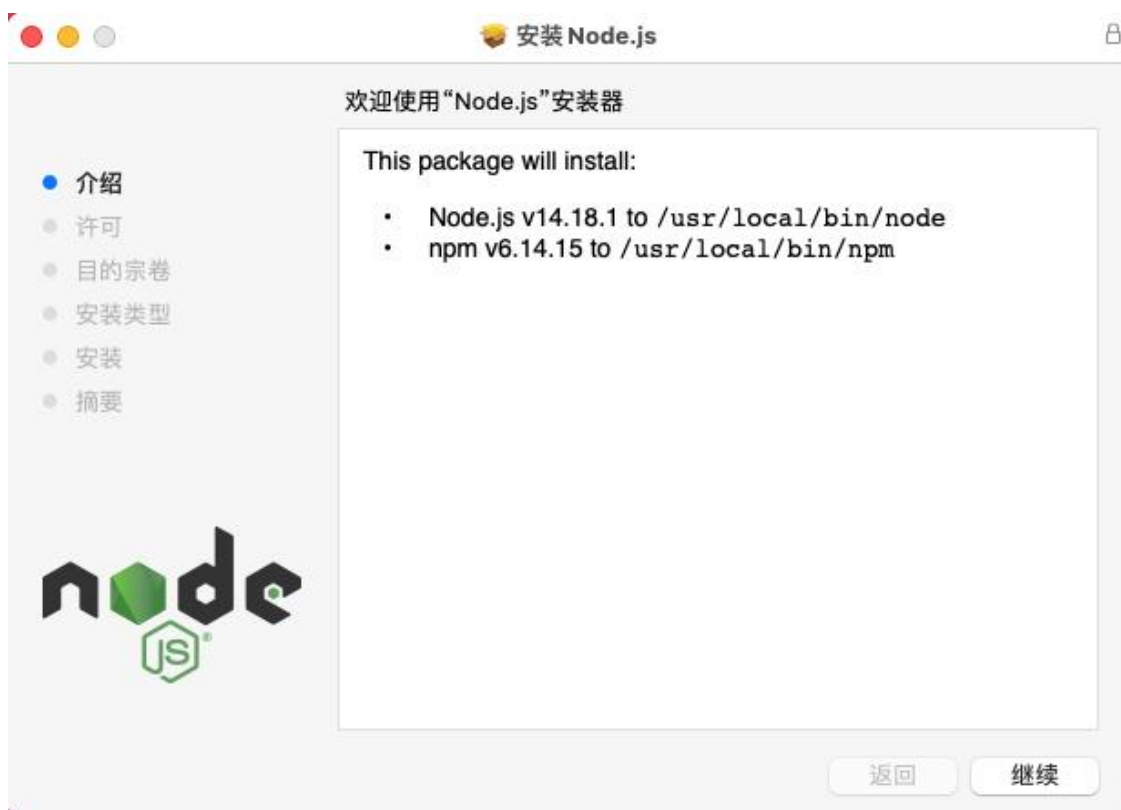 安装 Node.js
欢迎使用“Node.js”安装器
介绍
许可
目的宗卷
安装类型
安装
摘要
This package will install:
• Node.js v14.18.1 to /usr/local/bin/node
• npm v6.14.15 to /usr/local/bin/npm
node
JS®
返回
继续